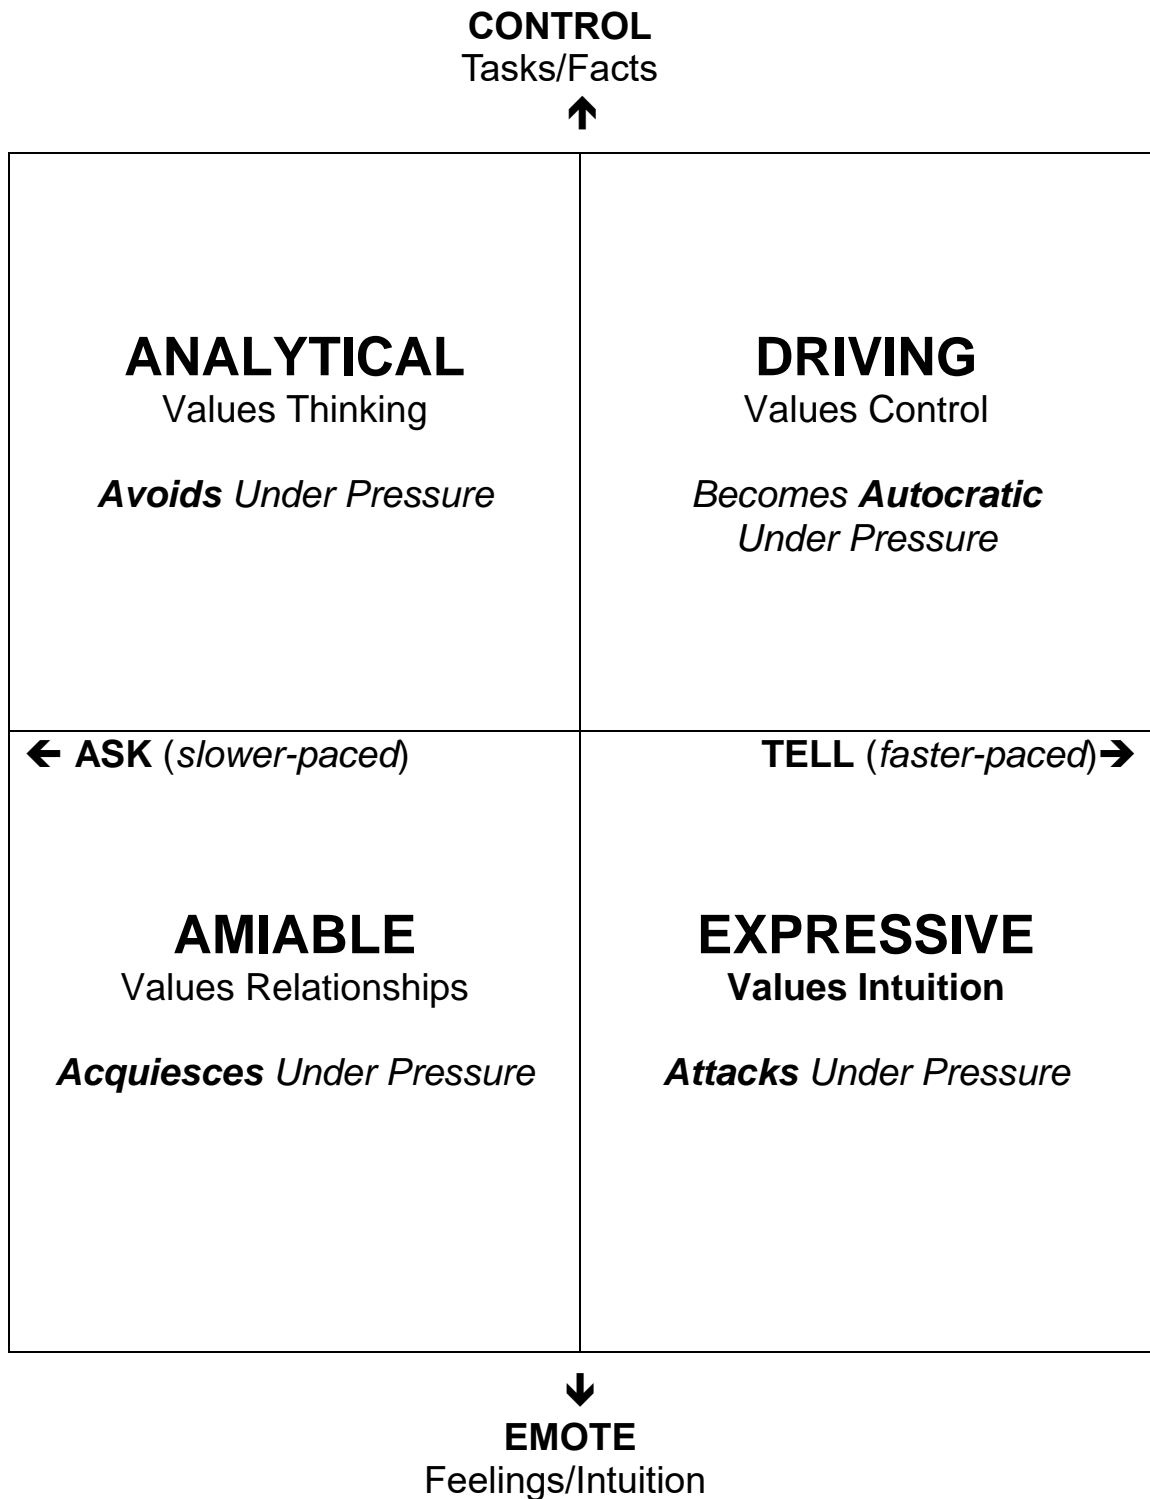 CONTROL
Tasks/Facts
↑
ANALYTICAL
Values Thinking
Avoids Under Pressure
DRIVING
Values Control
Becomes Autocratic
Under Pressure
← ASK (slower-paced)
TELL (faster-paced)→
AMIABLE
Values Relationships
Acquiesces Under Pressure
EXPRESSIVE
Values Intuition
Attacks Under Pressure
↓
EMOTE
Feelings/Intuition